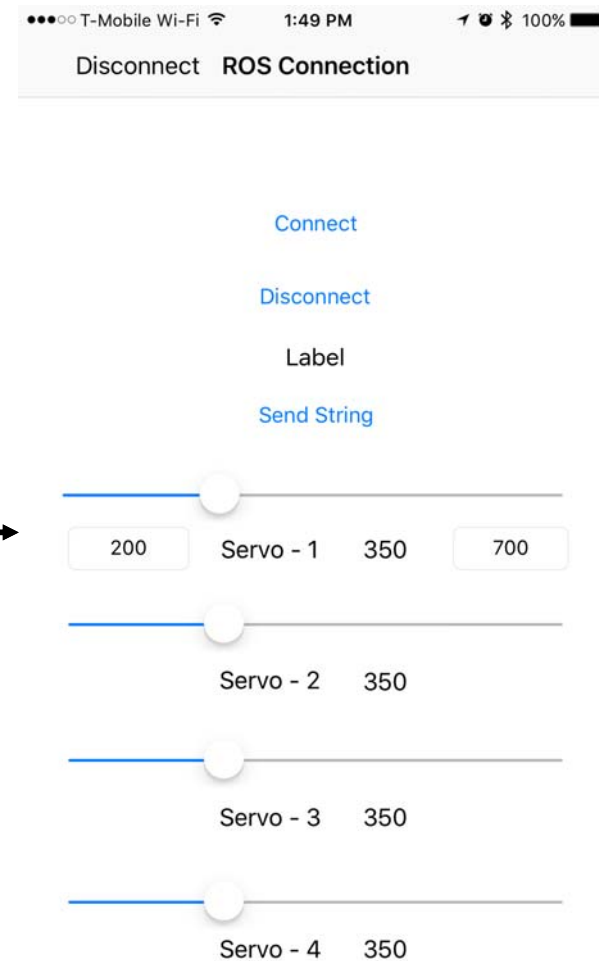 T-Mobile Wi-Fi 1:49 PM 100%
Disconnect ROS Connection
Connect
Disconnect
Label
Send String
200 Servo - 1 350 700
Servo - 2 350
Servo - 3 350
Servo - 4 350